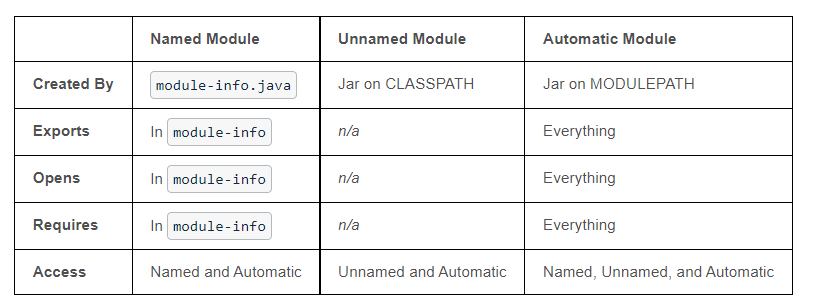 Named Module Unnamed Module Automatic Module
Created By module-info.java Jar on CLASSPATH Jar on MODULEPATH
Exports In module-info n/a Everything
Opens In module-info n/a Everything
Requires In module-info n/a Everything
Access Named and Automatic Unnamed and Automatic Named, Unnamed, and Automatic